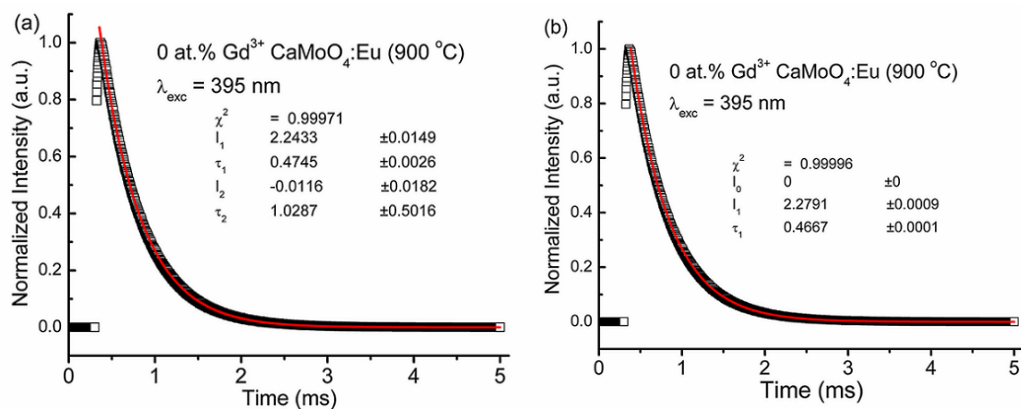 (a)
0 at.% Gd³⁺ CaMoO₄:Eu (900 °C)
λexc = 395 nm
χ² = 0.99971
I₁ 2.2433 ±0.0149
τ₁ 0.4745 ±0.0026
I₂ -0.0116 ±0.0182
τ₂ 1.0287 ±0.5016
Normalized Intensity (a.u.)
1.0
0.8
0.6
0.4
0.2
0.0
0 1 2 3 4 5
Time (ms)
(b)
0 at.% Gd³⁺ CaMoO₄:Eu (900 °C)
λexc = 395 nm
χ² = 0.99996
I₀ 0 ±0
I₁ 2.2791 ±0.0009
τ₁ 0.4667 ±0.0001
Normalized Intensity (a.u.)
1.0
0.8
0.6
0.4
0.2
0.0
0 1 2 3 4 5
Time (ms)